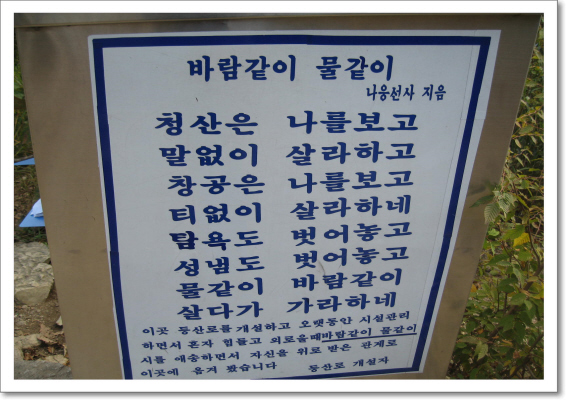 바람같이 물같이
나옹선사 지음
청산은 나를보고
말없이 살라하고
창공은 나를보고
티없이 살라하네
탐욕도 벗어놓고
성냄도 벗어놓고
물같이 바람같이
살다가 가라하네
이곳 등산로를 개설하고 오랫동안 시설관리
하면서 혼자 힘들고 외로울때 바람같이 물같이
시를 애송하면서 자신을 위로 받은 관계로
이곳에 옴겨 봤습니다 등산로 개설자